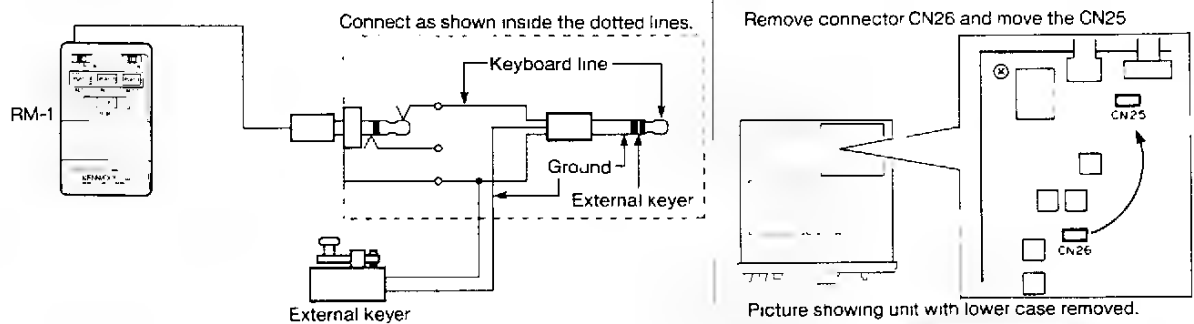 Connect as shown inside the dotted lines.
Keyboard line
RM-1
Ground
External keyer
External keyer
Remove connector CN26 and move the CN25
CN25
CN26
Picture showing unit with lower case removed.
KENWOOD